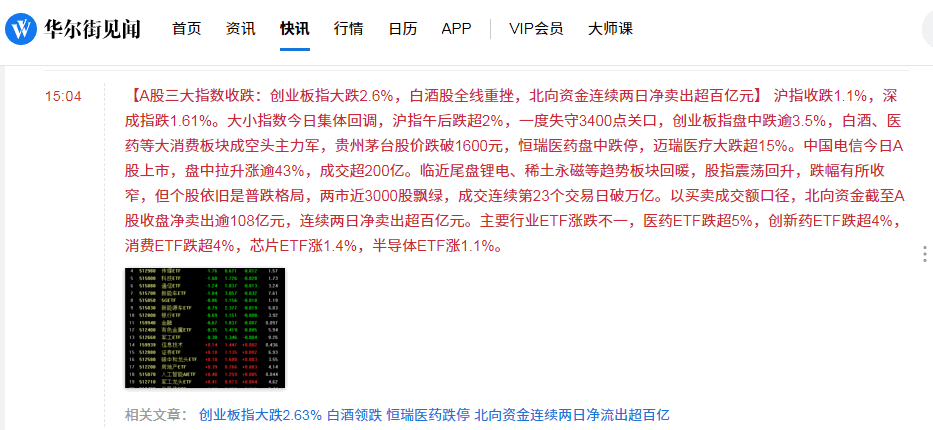 华尔街见闻
首页 资讯 快讯 行情 日历 APP VIP会员 大师课
15:04
【A股三大指数收跌：创业板指大跌2.6%，白酒股全线重挫，北向资金连续两日净卖出超百亿元】 沪指收跌1.1%，深
成指跌1.61%。大小指数今日集体回调，沪指午后跌超2%，一度失守3400点关口，创业板指盘中跌逾3.5%，白酒、医
药等大消费板块成空头主力军，贵州茅台股价跌破1600元，恒瑞医药盘中跌停，迈瑞医疗大跌超15%。中国电信今日A
股上市，盘中拉升涨逾43%，成交超200亿。临近尾盘锂电、稀土永磁等趋势板块回暖，股指震荡回升，跌幅有所收
窄，但个股依旧是普跌格局，两市近3000股飘绿，成交连续第23个交易日破万亿。以买卖成交额口径，北向资金截至A
股收盘净卖出逾108亿元，连续两日净卖出超百亿元。主要行业ETF涨跌不一，医药ETF跌超5%，创新药ETF跌超4%，
消费ETF跌超4%，芯片ETF涨1.4%，半导体ETF涨1.1%。
相关文章： 创业板指大跌2.63% 白酒领跌 恒瑞医药跌停 北向资金连续两日净流出超百亿